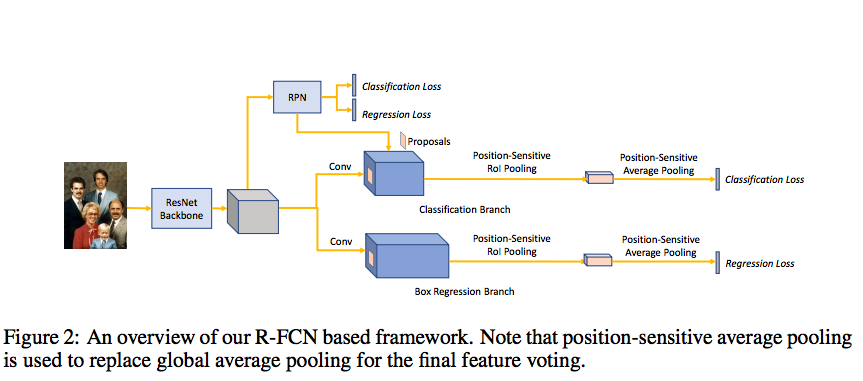 Classification Loss
RPN
Regression Loss
Proposals
Conv
Position-Sensitive
RoI Pooling
Position-Sensitive
Average Pooling
Classification Loss
ResNet
Backbone
Classification Branch
Conv
Position-Sensitive
RoI Pooling
Position-Sensitive
Average Pooling
Regression Loss
Box Regression Branch
Figure 2: An overview of our R-FCN based framework. Note that position-sensitive average pooling
is used to replace global average pooling for the final feature voting.